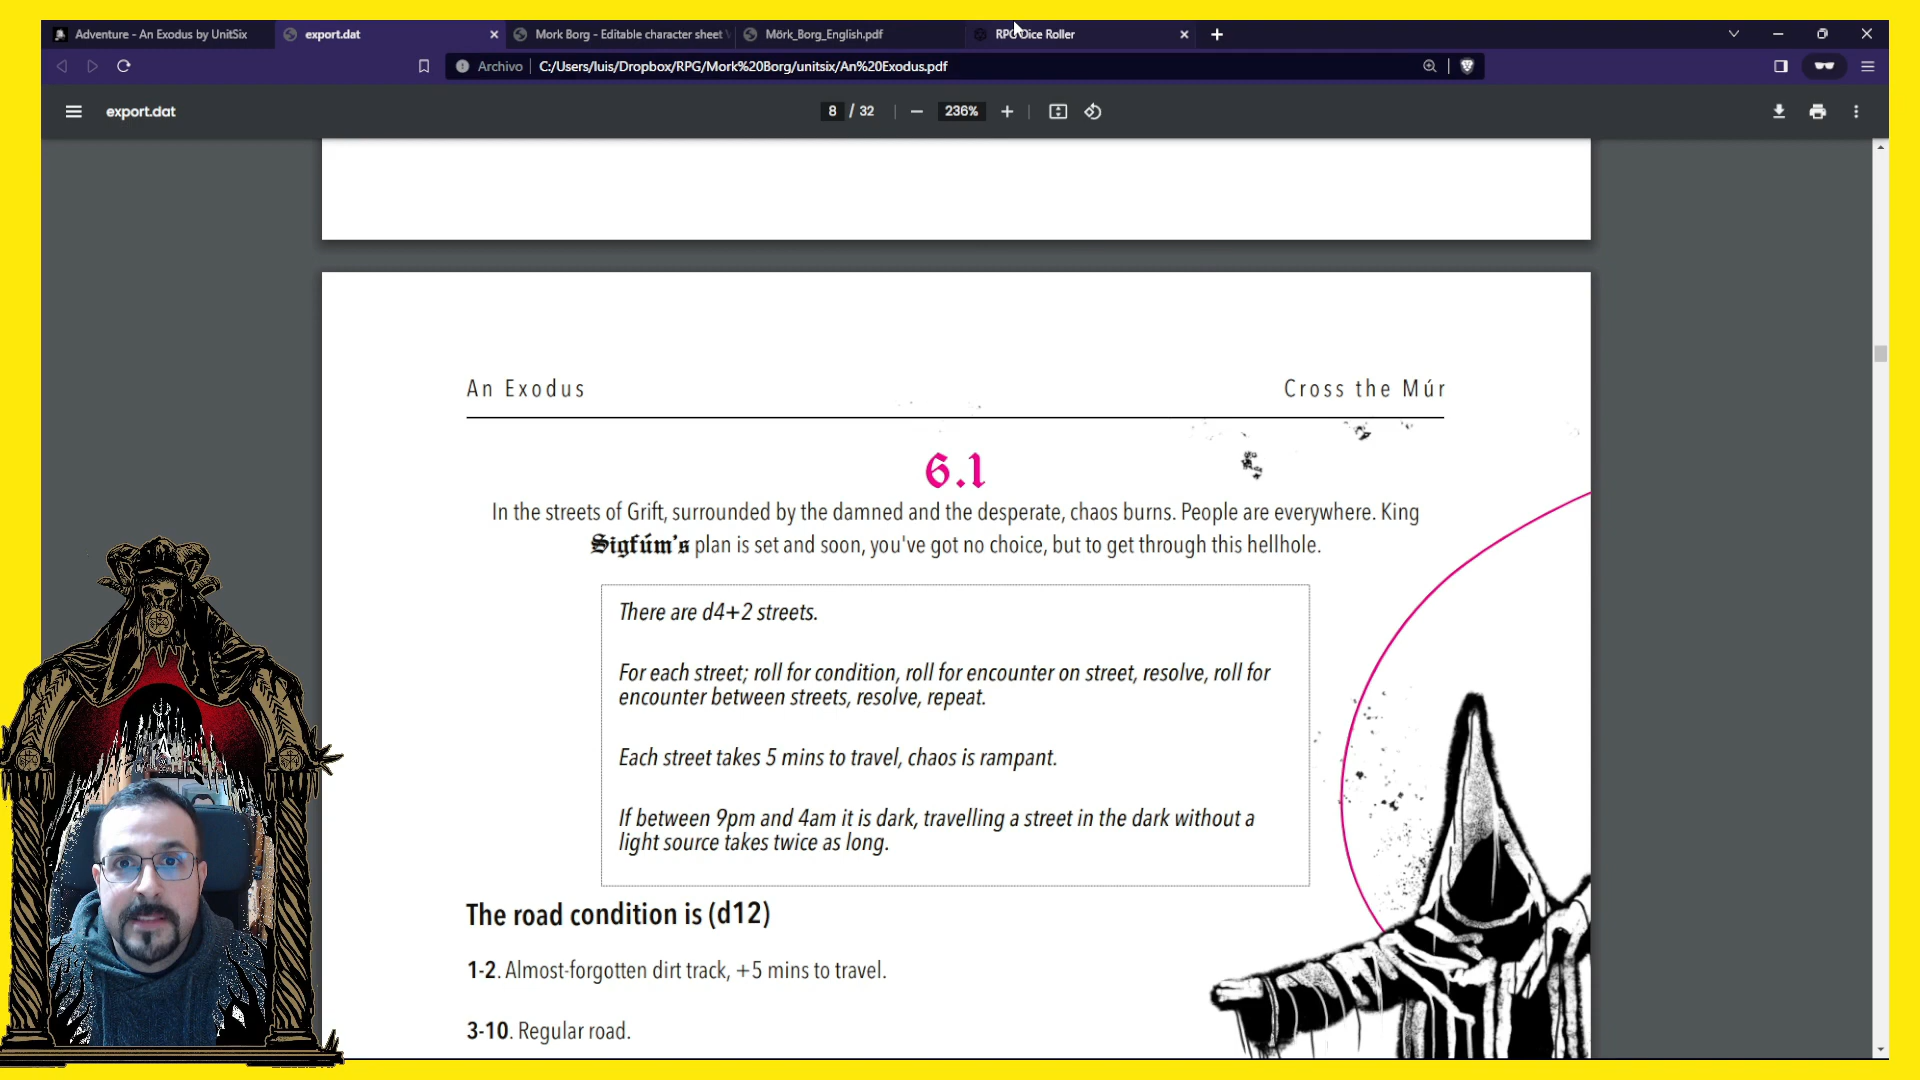 Adventure - An Exodus by UnitSix
export.dat
Mork Borg - Editable character sheet
Mörk_Borg_English.pdf
RPG Dice Roller
Archivo
C:/Users/luis/Dropbox/RPG/Mork%20Borg/unitsix/An%20Exodus.pdf
export.dat
8 / 32
236%
An Exodus
Cross the Múr
6.1
In the streets of Grift, surrounded by the damned and the desperate, chaos burns. People are everywhere. King
Sigfúm's plan is set and soon, you've got no choice, but to get through this hellhole.
There are d4+2 streets.
For each street; roll for condition, roll for encounter on street, resolve, roll for
encounter between streets, resolve, repeat.
Each street takes 5 mins to travel, chaos is rampant.
If between 9pm and 4am it is dark, travelling a street in the dark without a
light source takes twice as long.
The road condition is (d12)
1-2. Almost-forgotten dirt track, +5 mins to travel.
3-10. Regular road.